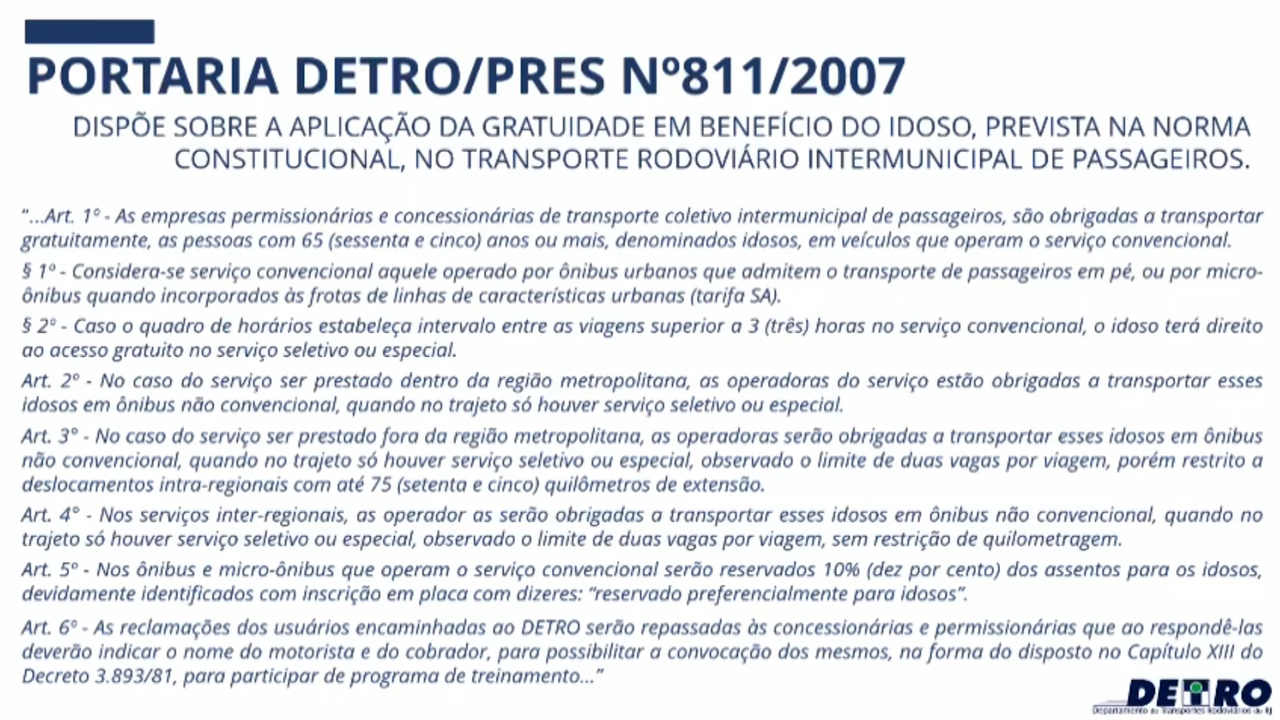 PORTARIA DETRO/PRES Nº811/2007
DISPÕE SOBRE A APLICAÇÃO DA GRATUIDADE EM BENEFÍCIO DO IDOSO, PREVISTA NA NORMA
CONSTITUCIONAL, NO TRANSPORTE RODOVIÁRIO INTERMUNICIPAL DE PASSAGEIROS.
“...Art. 1º - As empresas permissionárias e concessionárias de transporte coletivo intermunicipal de passageiros, são obrigadas a transportar
gratuitamente, as pessoas com 65 (sessenta e cinco) anos ou mais, denominados idosos, em veículos que operam o serviço convencional.
§ 1º - Considera-se serviço convencional aquele operado por ônibus urbanos que admitem o transporte de passageiros em pé, ou por micro-
ônibus quando incorporados às frotas de linhas de características urbanas (tarifa SA).
§ 2º - Caso o quadro de horários estabeleça intervalo entre as viagens superior a 3 (três) horas no serviço convencional, o idoso terá direito
ao acesso gratuito no serviço seletivo ou especial.
Art. 2º - No caso do serviço ser prestado dentro da região metropolitana, as operadoras do serviço estão obrigadas a transportar esses
idosos em ônibus não convencional, quando no trajeto só houver serviço seletivo ou especial.
Art. 3° - No caso do serviço ser prestado fora da região metropolitana, as operadoras serão obrigadas a transportar esses idosos em ônibus
não convencional, quando no trajeto só houver serviço seletivo ou especial, observado o limite de duas vagas por viagem, porém restrito a
deslocamentos intra-regionais com até 75 (setenta e cinco) quilômetros de extensão.
Art. 4° - Nos serviços inter-regionais, as operador as serão obrigadas a transportar esses idosos em ônibus não convencional, quando no
trajeto só houver serviço seletivo ou especial, observado o limite de duas vagas por viagem, sem restrição de quilometragem.
Art. 5º - Nos ônibus e micro-ônibus que operam o serviço convencional serão reservados 10% (dez por cento) dos assentos para os idosos,
devidamente identificados com inscrição em placa com dizeres: “reservado preferencialmente para idosos”.
Art. 6º - As reclamações dos usuários encaminhadas ao DETRO serão repassadas às concessionárias e permissionárias que ao respondê-las
deverão indicar o nome do motorista e do cobrador, para possibilitar a convocação dos mesmos, na forma do disposto no Capítulo XIII do
Decreto 3.893/81, para participar de programa de treinamento...”
DETRO
Departamento de Transportes Rodoviários do RJ